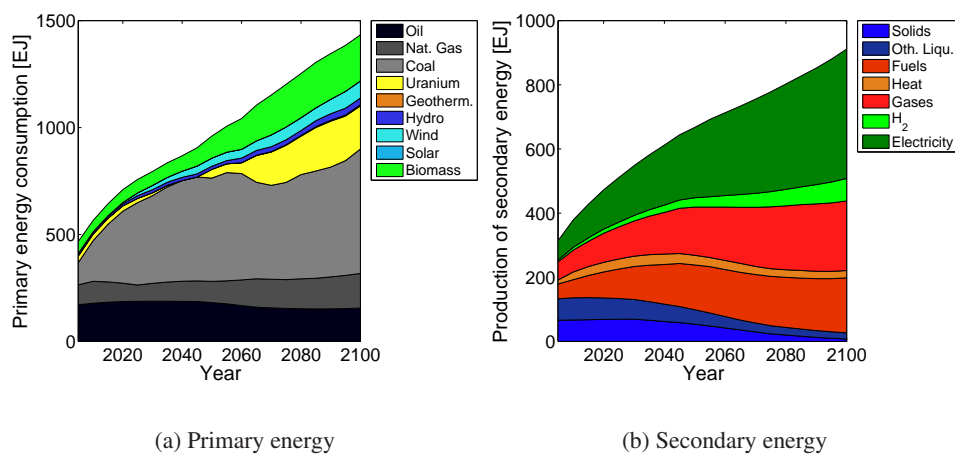 Primary energy consumption [EJ]
1500
1000
500
0
2020 2040 2060 2080 2100
Year
Oil
Nat. Gas
Coal
Uranium
Geotherm.
Hydro
Wind
Solar
Biomass
(a) Primary energy
Production of secondary energy [EJ]
1000
800
600
400
200
0
2020 2040 2060 2080 2100
Year
Solids
Oth. Liqu.
Fuels
Heat
Gases
H2
Electricity
(b) Secondary energy